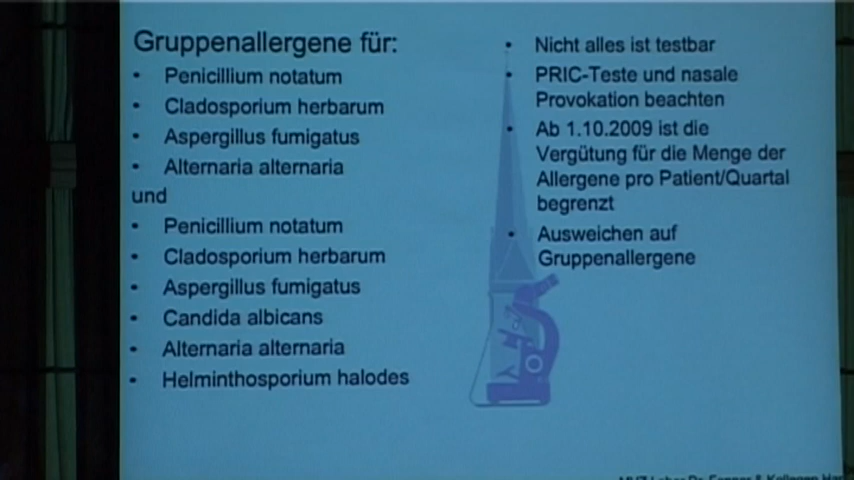 Gruppenallergene für:
• Penicillium notatum
• Cladosporium herbarum
• Aspergillus fumigatus
• Alternaria alternaria
und
• Penicillium notatum
• Cladosporium herbarum
• Aspergillus fumigatus
• Candida albicans
• Alternaria alternaria
• Helminthosporium halodes
• Nicht alles ist testbar
• PRIC-Teste und nasale
Provokation beachten
• Ab 1.10.2009 ist die
Vergütung für die Menge der
Allergene pro Patient/Quartal
begrenzt
• Ausweichen auf
Gruppenallergene